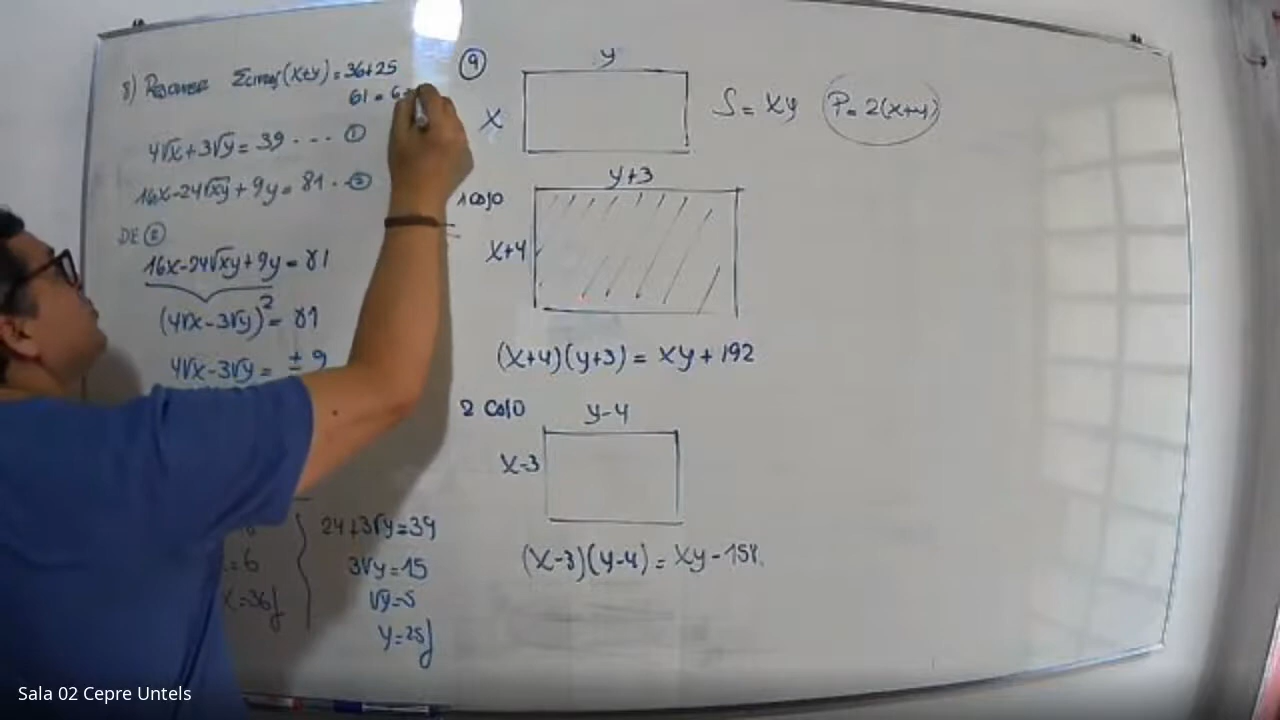 8) Resolver Σcmaj(x+y) = 36+25
61 = 6
4√x+3√y = 39 ... ①
16x-24√xy+9y = 81 ... ②
DE ②
16x-24√xy+9y = 81
(4√x-3√y)² = 81
4√x-3√y = ± 9
= 6
x=36
24+3√y=39
3√y=15
√y=5
y=25
⑨
y
x
S = xy P= 2(x+y)
1 Caso
y+3
x+4
(x+4)(y+3) = xy + 192
2 Caso
y-4
x-3
(x-3)(y-4) = xy - 158.
Sala 02 Cepre Untels